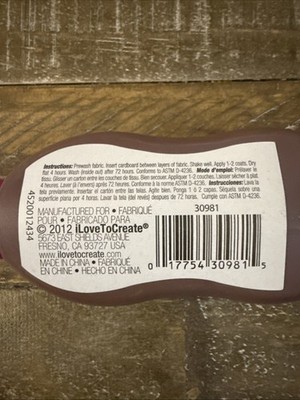 Instructions: Prewash fabric. Insert cardboard between layers of fabric. Shake well. Apply 1-2 coats. Dry
flat 4 hours. Wash (inside out) after 72 hours. Conforms to ASTM D-4236. Mode d'emploi: Prélaver le
tissu. Glisser un carton entre les couches de tissu. Bien secouer. Appliquer 1-2 couches. Laisser sécher à plat,
4 heures. Laver (à l'envers) après 72 heures. Conforme à la norme ASTM D-4236. Instrucciones: Lava la
tela previamente. Insertar cartón entre las telas. Agite bien. Ponga 1 ó 2 capas. Séquelo sobre de
superficie plana por 4 horas. Lavar la tela (del revés) después de 72 horas. Cumple con ASTM D-4236.
4520012434
MANUFACTURED FOR • FABRIQUÉ
POUR • FABRICADO PARA
© 2012 iLoveToCreate®
5673 EAST SHIELDS AVENUE
FRESNO, CA 93727 USA
www.ilovetocreate.com
MADE IN CHINA • FABRIQUÉ
EN CHINE • HECHO EN CHINA
30981
0 17754 30981 5